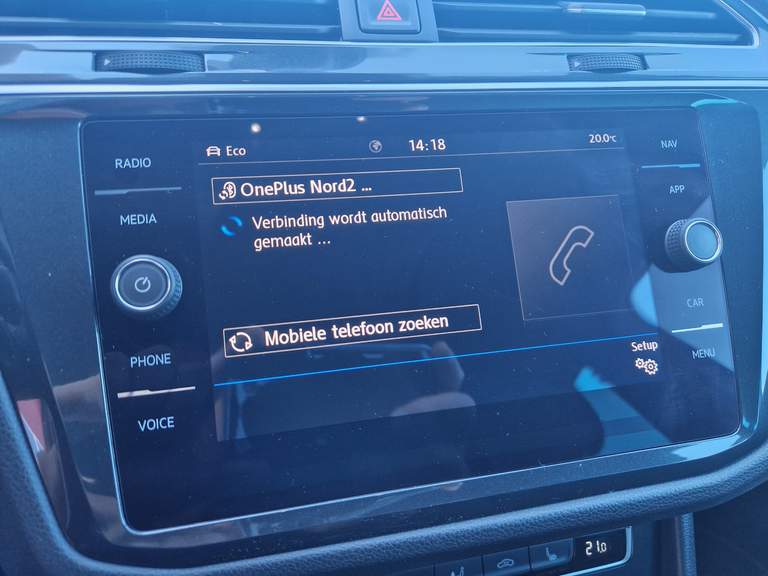 RADIO
MEDIA
PHONE
VOICE
Eco
14:18
20.0°C
OnePlus Nord2 ...
Verbinding wordt automatisch
gemaakt ...
Mobiele telefoon zoeken
Setup
NAV
APP
CAR
MENU
21.0